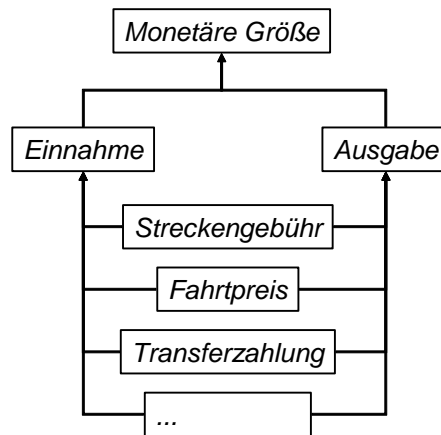 Monetäre Größe
Einnahme
Ausgabe
Streckengebühr
Fahrtpreis
Transferzahlung
...